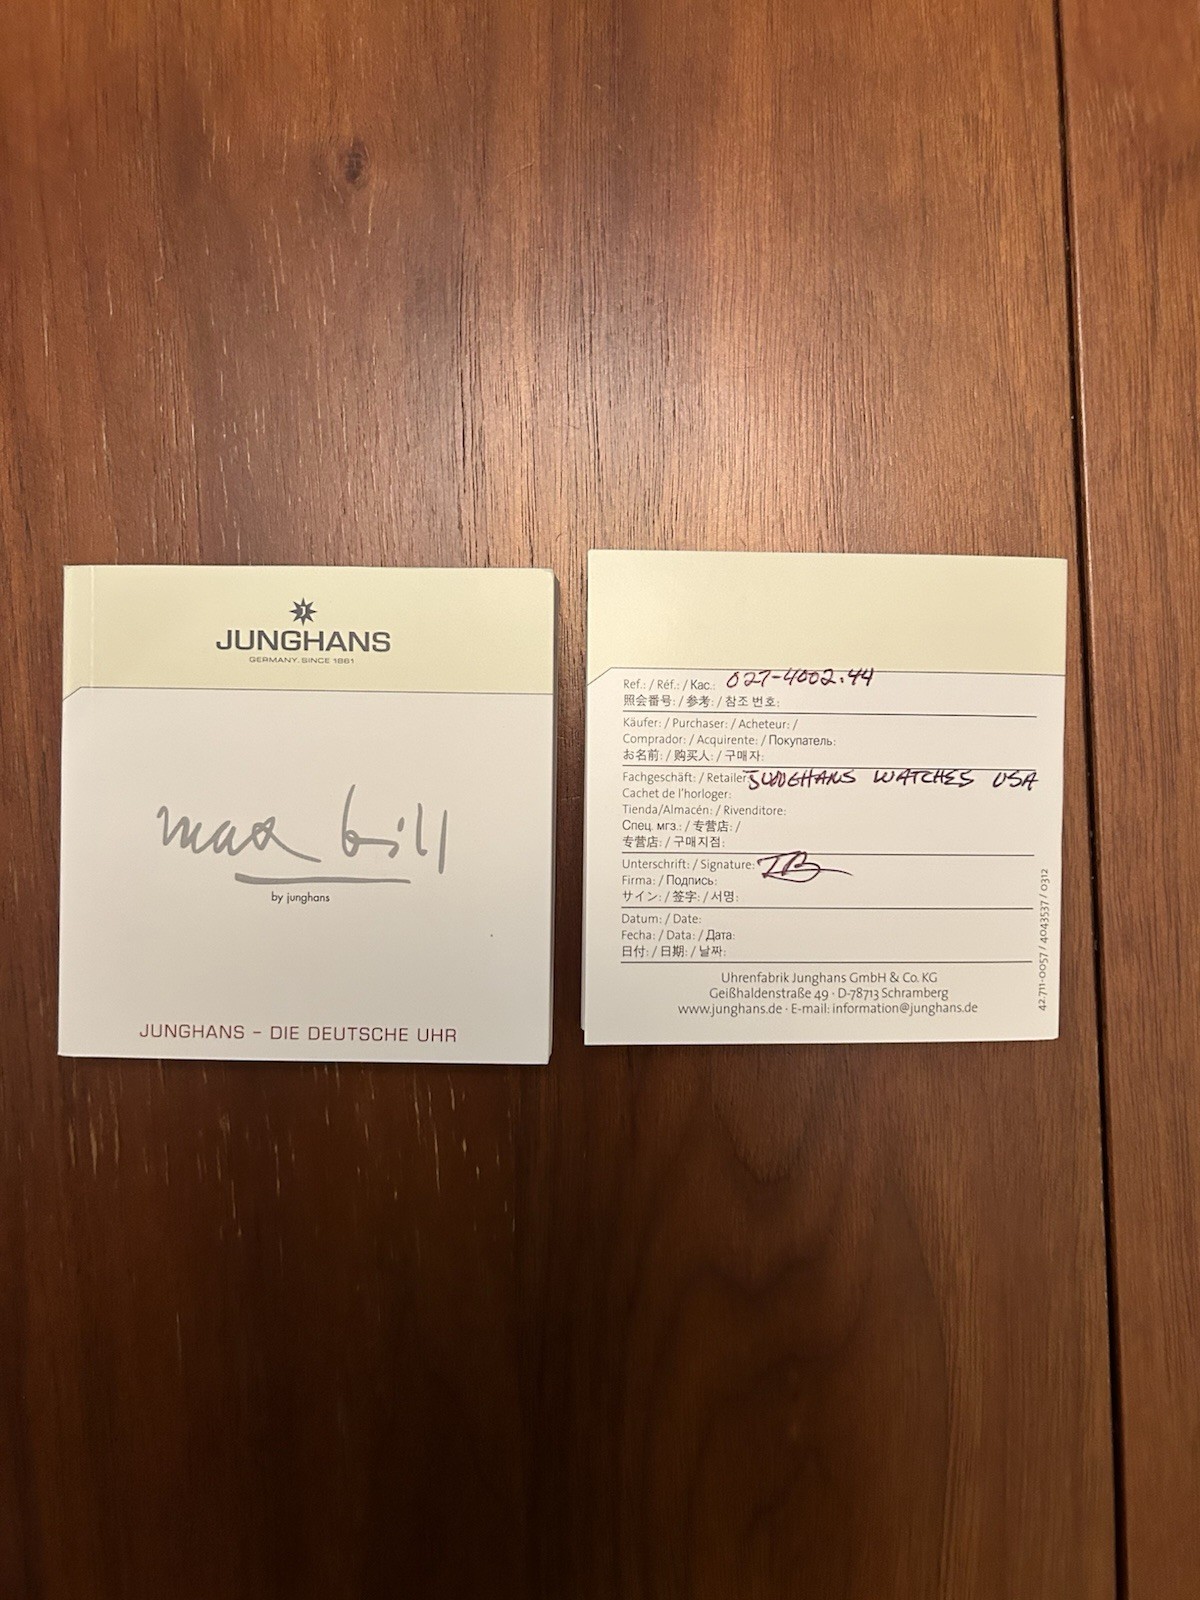 JUNGHANS
GERMANY. SINCE 1861
max bill
by junghans
JUNGHANS – DIE DEUTSCHE UHR
Ref.: / Réf.: / Kac.: 027-4002.44
照会番号: / 参考: / 참조 번호:
Käufer: / Purchaser: / Acheteur: /
Comprador: / Acquirente: / Покупатель:
お名前: / 购买人: / 구매자:
Fachgeschäft: / Retailer: JUNGHANS WATCHES USA
Cachet de l'horloger:
Tienda/Almacén: / Rivenditore:
Спец. мгз.: / 专营店: /
专营店: / 구매지점:
Unterschrift: / Signature:
Firma: / Подпись:
サイン: / 签字: / 서명:
Datum: / Date:
Fecha: / Data: / Дата:
日付: / 日期: / 날짜:
Uhrenfabrik Junghans GmbH & Co. KG
Geißhaldenstraße 49 · D-78713 Schramberg
www.junghans.de · E-mail: information@junghans.de
42.711-0057 / 4043537 / 0312